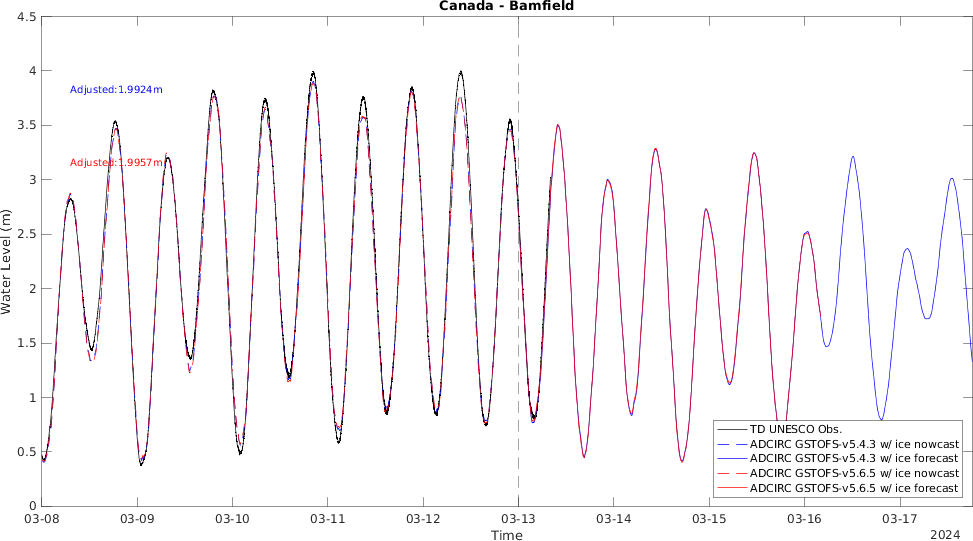 Canada - Bamfield
4.5
4
3.5
3
2.5
2
1.5
1
0.5
0
Water Level (m)
Adjusted:1.9924m
Adjusted:1.9957m
TD UNESCO Obs.
ADCIRC GSTOFS-v5.4.3 w/ ice nowcast
ADCIRC GSTOFS-v5.4.3 w/ ice forecast
ADCIRC GSTOFS-v5.6.5 w/ ice nowcast
ADCIRC GSTOFS-v5.6.5 w/ ice forecast
03-08 03-09 03-10 03-11 03-12 03-13 03-14 03-15 03-16 03-17
Time
2024